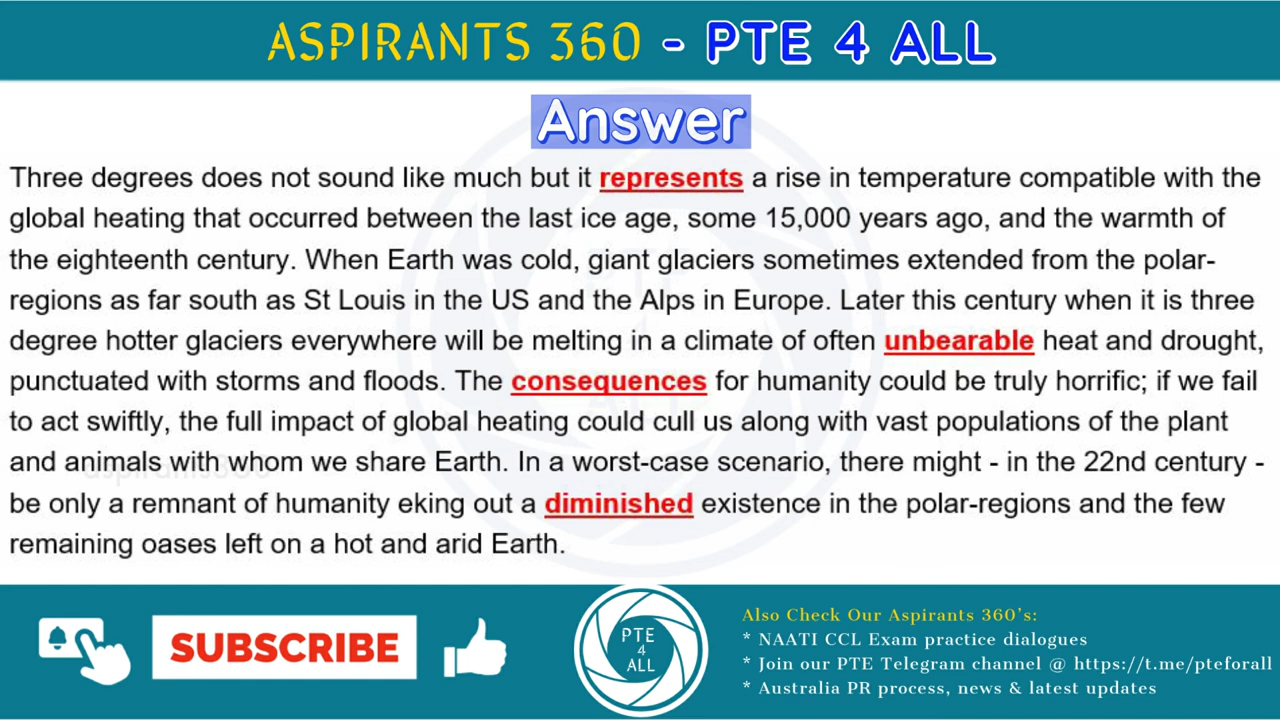 ASPIRANTS 360 - PTE 4 ALL
Answer
Three degrees does not sound like much but it represents a rise in temperature compatible with the
global heating that occurred between the last ice age, some 15,000 years ago, and the warmth of
the eighteenth century. When Earth was cold, giant glaciers sometimes extended from the polar-
regions as far south as St Louis in the US and the Alps in Europe. Later this century when it is three
degree hotter glaciers everywhere will be melting in a climate of often unbearable heat and drought,
punctuated with storms and floods. The consequences for humanity could be truly horrific; if we fail
to act swiftly, the full impact of global heating could cull us along with vast populations of the plant
and animals with whom we share Earth. In a worst-case scenario, there might - in the 22nd century -
be only a remnant of humanity eking out a diminished existence in the polar-regions and the few
remaining oases left on a hot and arid Earth.
aspirants360
SUBSCRIBE
PTE
4
ALL
Also Check Our Aspirants 360's:
* NAATI CCL Exam practice dialogues
* Join our PTE Telegram channel @ https://t.me/pteforall
* Australia PR process, news & latest updates